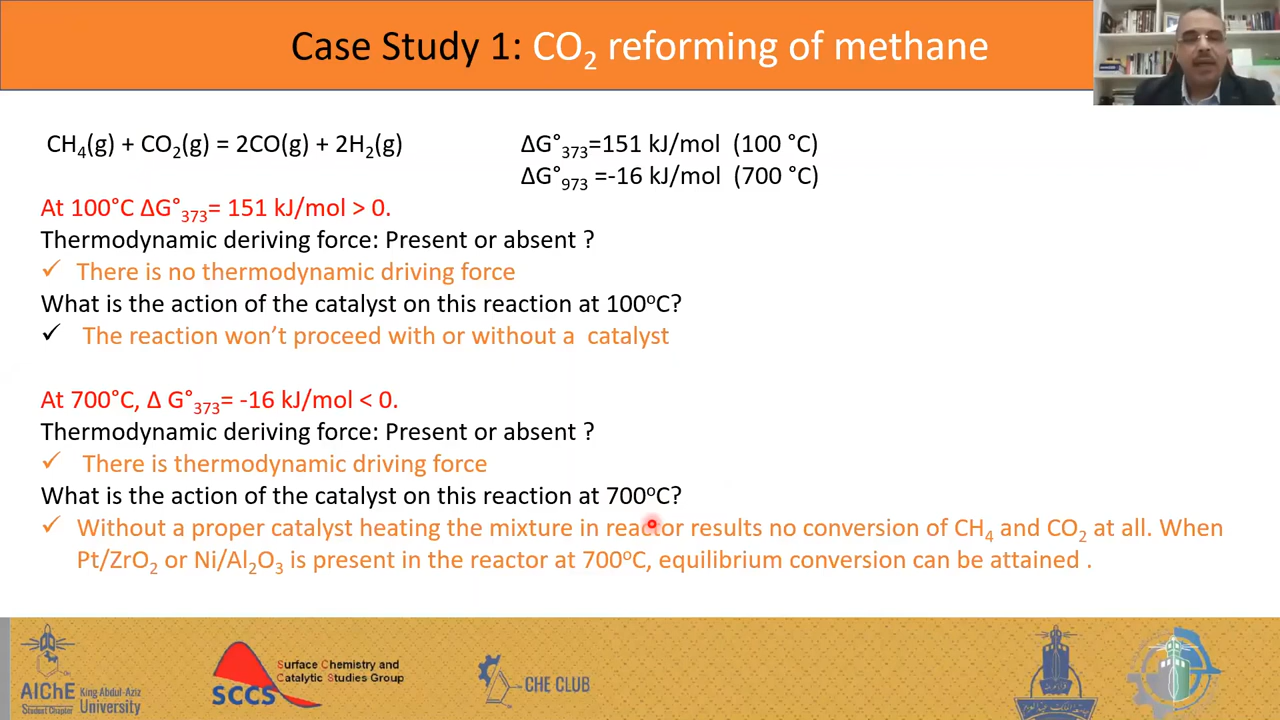 Case Study 1: CO₂ reforming of methane
CH₄(g) + CO₂(g) = 2CO(g) + 2H₂(g)
ΔG°₃₇₃=151 kJ/mol (100 °C)
ΔG°₉₇₃ =-16 kJ/mol (700 °C)
At 100°C ΔG°₃₇₃= 151 kJ/mol > 0.
Thermodynamic deriving force: Present or absent ?
✓ There is no thermodynamic driving force
What is the action of the catalyst on this reaction at 100ºC?
✓ The reaction won’t proceed with or without a catalyst
At 700°C, Δ G°₃₇₃= -16 kJ/mol < 0.
Thermodynamic deriving force: Present or absent ?
✓ There is thermodynamic driving force
What is the action of the catalyst on this reaction at 700ºC?
✓ Without a proper catalyst heating the mixture in reactor results no conversion of CH₄ and CO₂ at all. When
Pt/ZrO₂ or Ni/Al₂O₃ is present in the reactor at 700ºC, equilibrium conversion can be attained .
AIChE
Student Chapter
King Abdul-Aziz
University
SCCS
Surface Chemistry and
Catalytic Studies Group
CHE CLUB